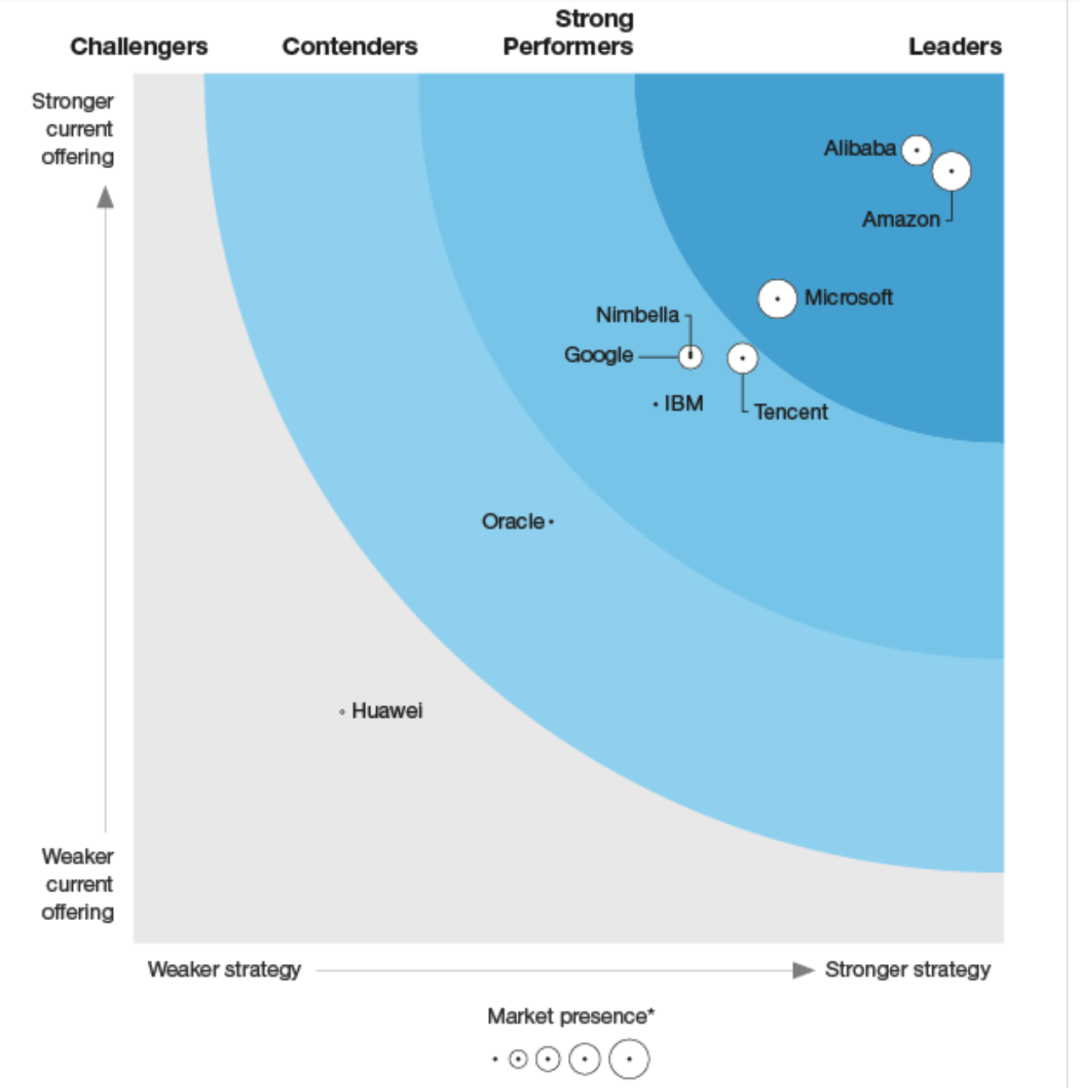 Challengers
Contenders
Strong
Performers
Leaders
Stronger
current
offering
Alibaba
Amazon
Microsoft
Nimbella
Google
IBM
Tencent
Oracle
Huawei
Weaker
current
offering
Weaker strategy
Stronger strategy
Market presence*